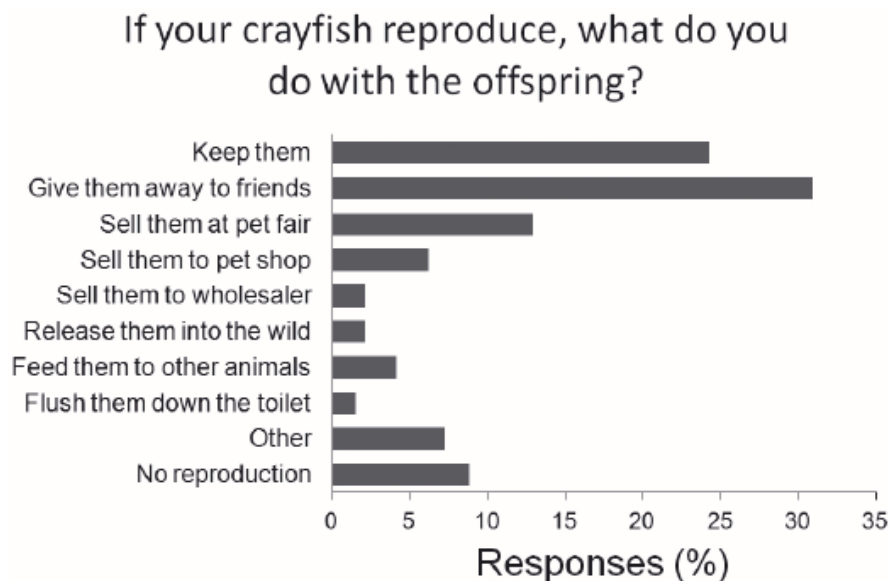 If your crayfish reproduce, what do you
do with the offspring?
Keep them
Give them away to friends
Sell them at pet fair
Sell them to pet shop
Sell them to wholesaler
Release them into the wild
Feed them to other animals
Flush them down the toilet
Other
No reproduction
0 5 10 15 20 25 30 35
Responses (%)